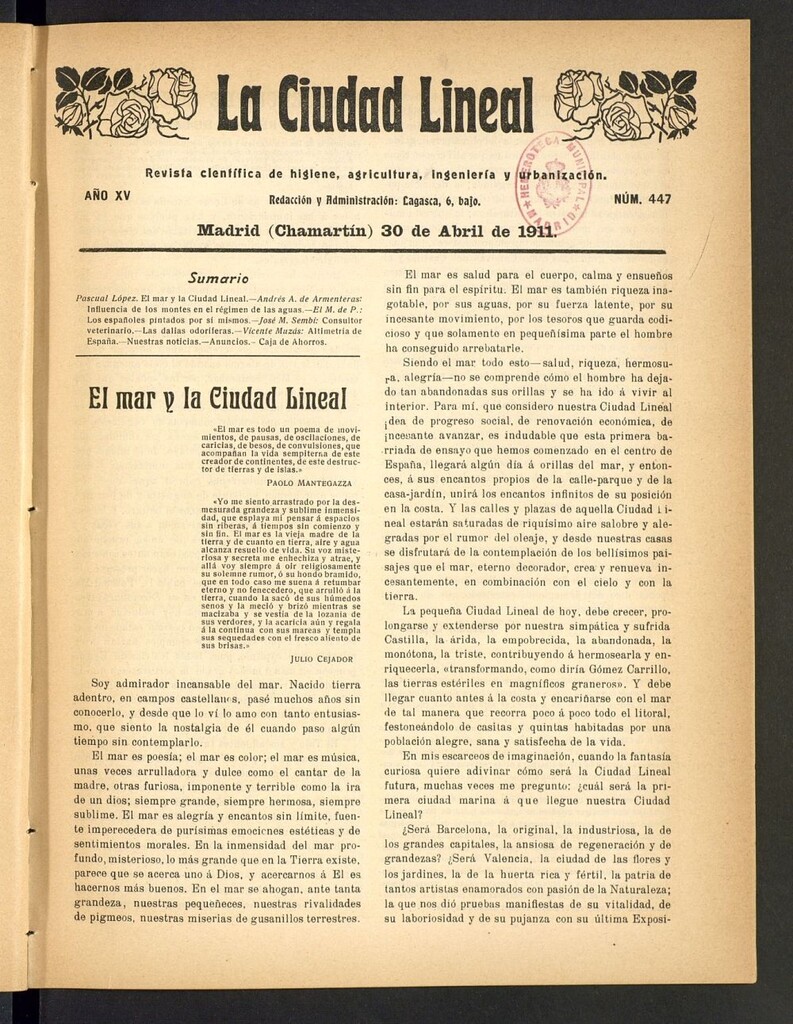 La Ciudad Lineal
Revista científica de higiene, agricultura, ingeniería y urbanización.
AÑO XV
Redacción y Administración: Lagasca, 6, bajo.
NÚM. 447
HEMEROTECA MUNICIPAL
★ MADRID ★
Madrid (Chamartín) 30 de Abril de 1911.
Sumario
Pascual López. El mar y la Ciudad Lineal.—Andrés A. de Armenteras:
Influencia de los montes en el régimen de las aguas.—El M. de P.:
Los españoles pintados por sí mismos.—José M. Sembí: Consultor
veterinario.—Las dalias odoríferas.—Vicente Muzás: Altimetría de
España.—Nuestras noticias.—Anuncios.- Caja de Ahorros.
El mar y la Ciudad Lineal
«El mar es todo un poema de movi-
mientos, de pausas, de oscilaciones, de
caricias, de besos, de convulsiones, que
acompañan la vida sempiterna de este
creador de continentes, de este destruc-
tor de tierras y de islas.»
PAOLO MANTEGAZZA
«Yo me siento arrastrado por la des-
mesurada grandeza y sublime inmensi-
dad, que esplaya mi pensar á espacios
sin riberas, á tiempos sin comienzo y
sin fin. El mar es la vieja madre de la
tierra y de cuanto en tierra, aire y agua
alcanza resuello de vida. Su voz miste-
riosa y secreta me enhechiza y atrae, y
allá voy siempre á oir religiosamente
su solemne rumor, ó su hondo bramido,
que en todo caso me suena á retumbar
eterno y no fenecedero, que arrulló á la
tierra, cuando la sacó de sus húmedos
senos y la meció y brizó mientras se
macizaba y se vestía de la lozanía de
sus verdores, y la acaricia aún y regala
á la continua con sus mareas y templa
sus sequedades con el fresco aliento de
sus brisas.»
JULIO CEJADOR
Soy admirador incansable del mar. Nacido tierra
adentro, en campos castellanos, pasé muchos años sin
conocerlo, y desde que lo ví lo amo con tanto entusias-
mo, que siento la nostalgia de él cuando paso algún
tiempo sin contemplarlo.
El mar es poesía; el mar es color; el mar es música,
unas veces arrulladora y dulce como el cantar de la
madre, otras furiosa, imponente y terrible como la ira
de un dios; siempre grande, siempre hermosa, siempre
sublime. El mar es alegría y encantos sin límite, fuen-
te imperecedera de purísimas emociones estéticas y de
sentimientos morales. En la inmensidad del mar pro-
fundo, misterioso, lo más grande que en la Tierra existe,
parece que se acerca uno á Dios, y acercarnos á El es
hacernos más buenos. En el mar se ahogan, ante tanta
grandeza, nuestras pequeñeces, nuestras rivalidades
de pigmeos, nuestras miserias de gusanillos terrestres.
El mar es salud para el cuerpo, calma y ensueños
sin fin para el espíritu. El mar es también riqueza ina-
gotable, por sus aguas, por su fuerza latente, por su
incesante movimiento, por los tesoros que guarda codi-
cioso y que solamente en pequeñísima parte el hombre
ha conseguido arrebatarle.
Siendo el mar todo esto—salud, riqueza, hermosu-
ra, alegría—no se comprende cómo el hombre ha deja-
do tan abandonadas sus orillas y se ha ido á vivir al
interior. Para mí, que considero nuestra Ciudad Lineal
idea de progreso social, de renovación económica, de
incesante avanzar, es indudable que esta primera ba-
rriada de ensayo que hemos comenzado en el centro de
España, llegará algún día á orillas del mar, y enton-
ces, á sus encantos propios de la calle-parque y de la
casa-jardín, unirá los encantos infinitos de su posición
en la costa. Y las calles y plazas de aquella Ciudad Li-
neal estarán saturadas de riquísimo aire salobre y ale-
gradas por el rumor del oleaje, y desde nuestras casas
se disfrutará de la contemplación de los bellísimos pai-
sajes que el mar, eterno decorador, crea y renueva in-
cesantemente, en combinación con el cielo y con la
tierra.
La pequeña Ciudad Lineal de hoy, debe crecer, pro-
longarse y extenderse por nuestra simpática y sufrida
Castilla, la árida, la empobrecida, la abandonada, la
monótona, la triste, contribuyendo á hermosearla y en-
riquecerla, «transformando, como diría Gómez Carrillo,
las tierras estériles en magníficos graneros». Y debe
llegar cuanto antes á la costa y encariñarse con el mar
de tal manera que recorra poco á poco todo el litoral,
festoneándolo de casitas y quintas habitadas por una
población alegre, sana y satisfecha de la vida.
En mis escarceos de imaginación, cuando la fantasía
curiosa quiere adivinar cómo será la Ciudad Lineal
futura, muchas veces me pregunto: ¿cuál será la pri-
mera ciudad marina á que llegue nuestra Ciudad
Lineal?
¿Será Barcelona, la original, la industriosa, la de
los grandes capitales, la ansiosa de regeneración y de
grandezas? ¿Será Valencia, la ciudad de las flores y
los jardines, la de la huerta rica y fértil, la patria de
tantos artistas enamorados con pasión de la Naturaleza;
la que nos dió pruebas manifiestas de su vitalidad, de
su laboriosidad y de su pujanza con su última Exposi-